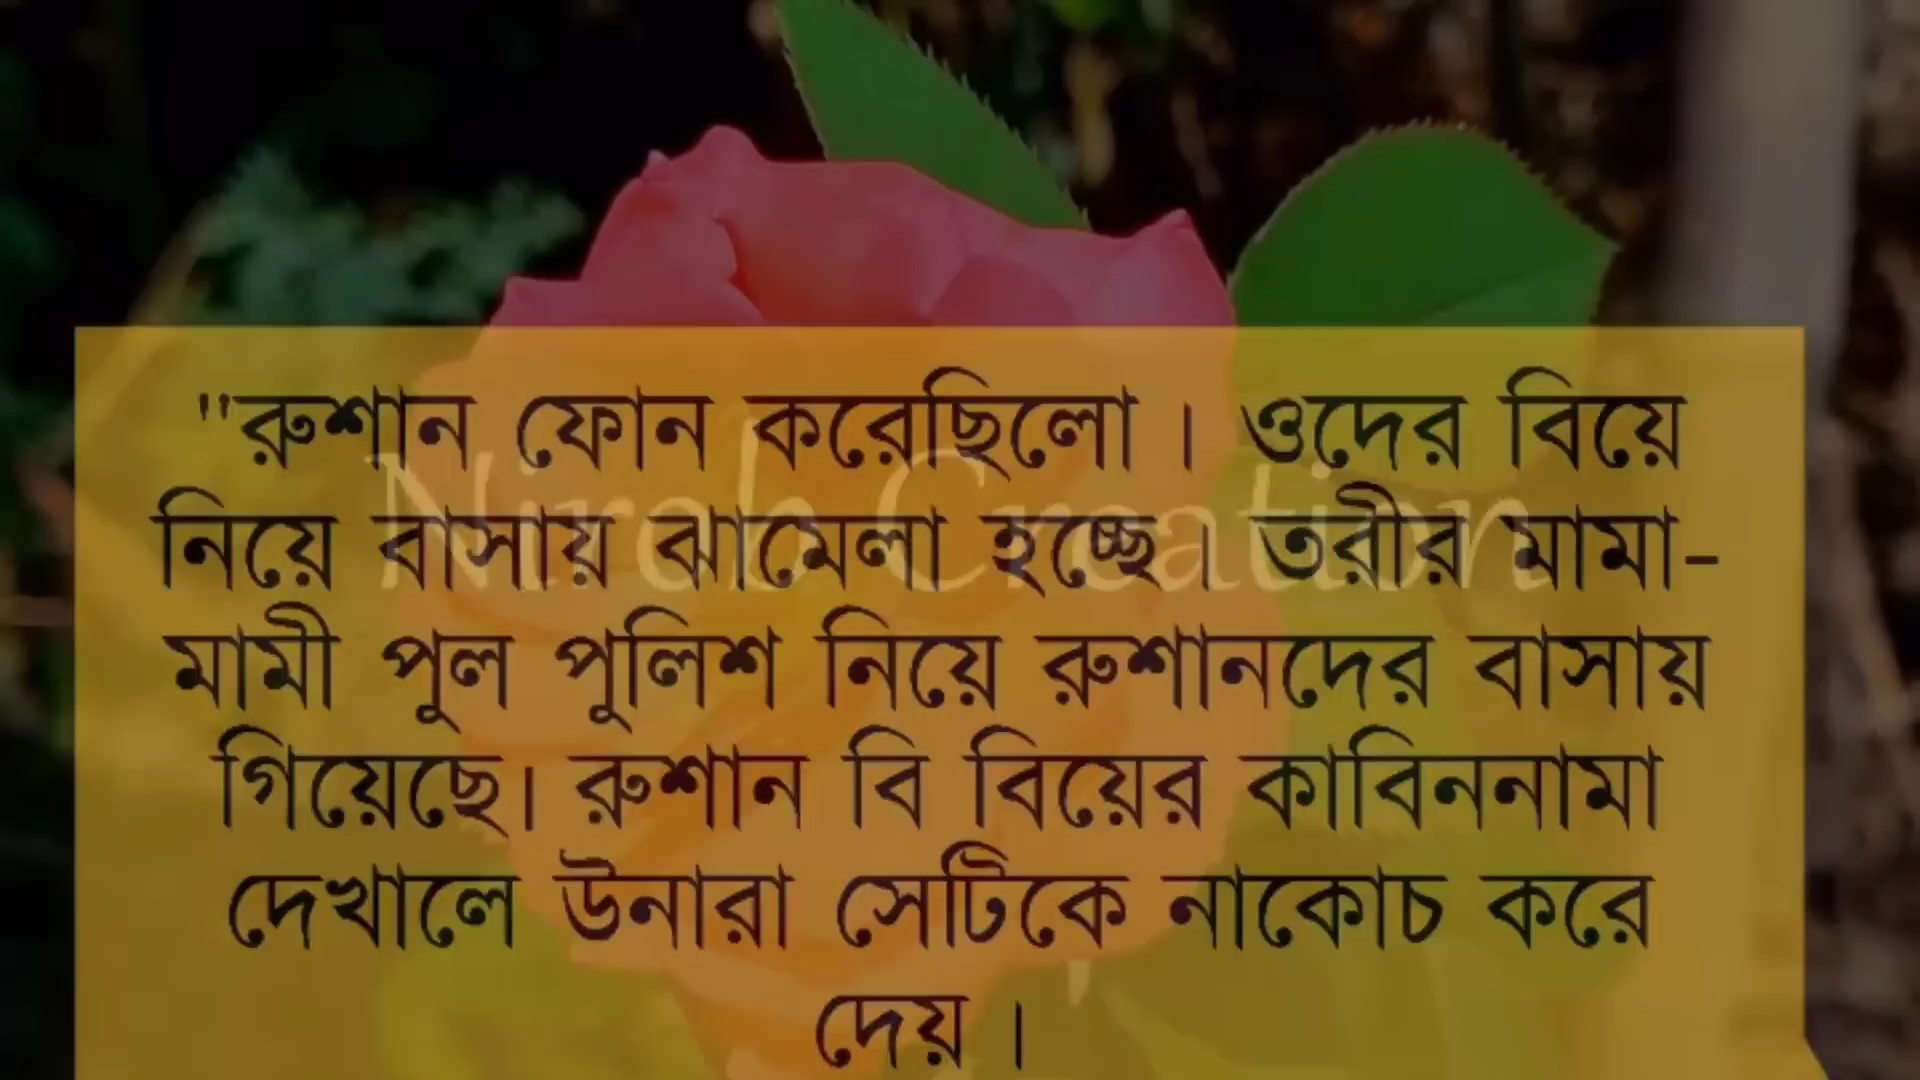 "রুশান ফোন করেছিলো। ওদের বিয়ে
নিয়ে বাসায় ঝামেলা হচ্ছে। তরীর মামা-
মামী পুল পুলিশ নিয়ে রুশানদের বাসায়
গিয়েছে। রুশান বি বিয়ের কাবিননামা
দেখালে উনারা সেটিকে নাকোচ করে
দেয়।
Nirob Creation